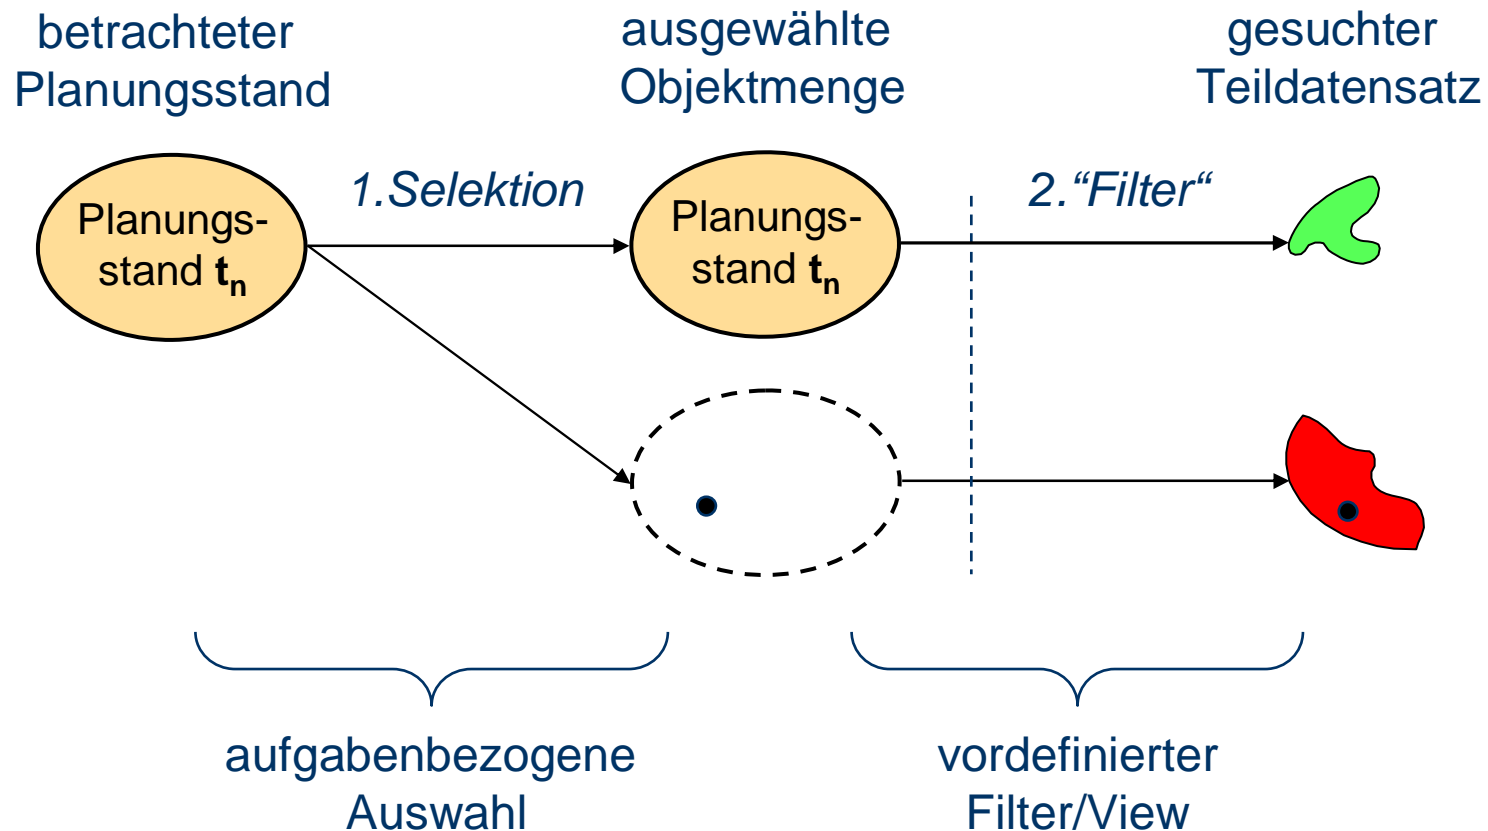 betrachteter
Planungsstand
ausgewählte
Objektmenge
gesuchter
Teildatensatz
Planungs-
stand tn
1.Selektion
Planungs-
stand tn
2.“Filter“
aufgabenbezogene
Auswahl
vordefinierter
Filter/View